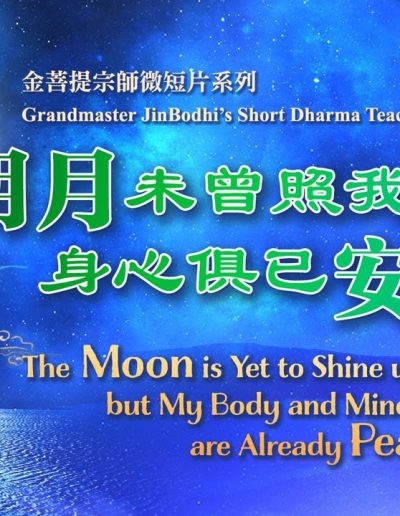 金菩提宗師微短片系列
Grandmaster JinBodhi's Short Dharma
月未曾照我
身心俱已安
The Moon is Yet to Shine
but My Body and
are Already